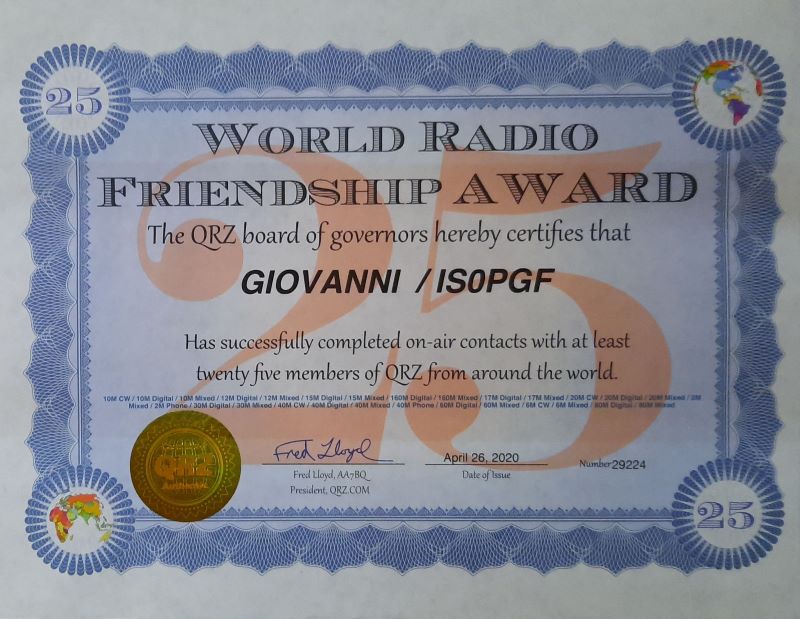 25
WORLD RADIO
FRIENDSHIP AWARD
The QRZ board of governors hereby certifies that
GIOVANNI / IS0PGF
25
Has successfully completed on-air contacts with at least
twenty five members of QRZ from around the world.
10M CW / 10M Digital / 10M Mixed / 12M Digital / 12M Mixed / 15M Digital / 15M Mixed / 160M Digital / 160M Mixed / 17M Digital / 17M Mixed / 20M CW / 20M Digital / 20M Mixed / 2M
Mixed / 2M Phone / 30M Digital / 30M Mixed / 40M CW / 40M Digital / 40M Mixed / 40M Phone / 60M Digital / 60M Mixed / 6M CW / 6M Mixed / 80M Digital / 80M Mixed
QRZ
Fred Lloyd
April 26, 2020
Number 29224
Fred Lloyd, AA7BQ
Date of Issue
President, QRZ.COM
25